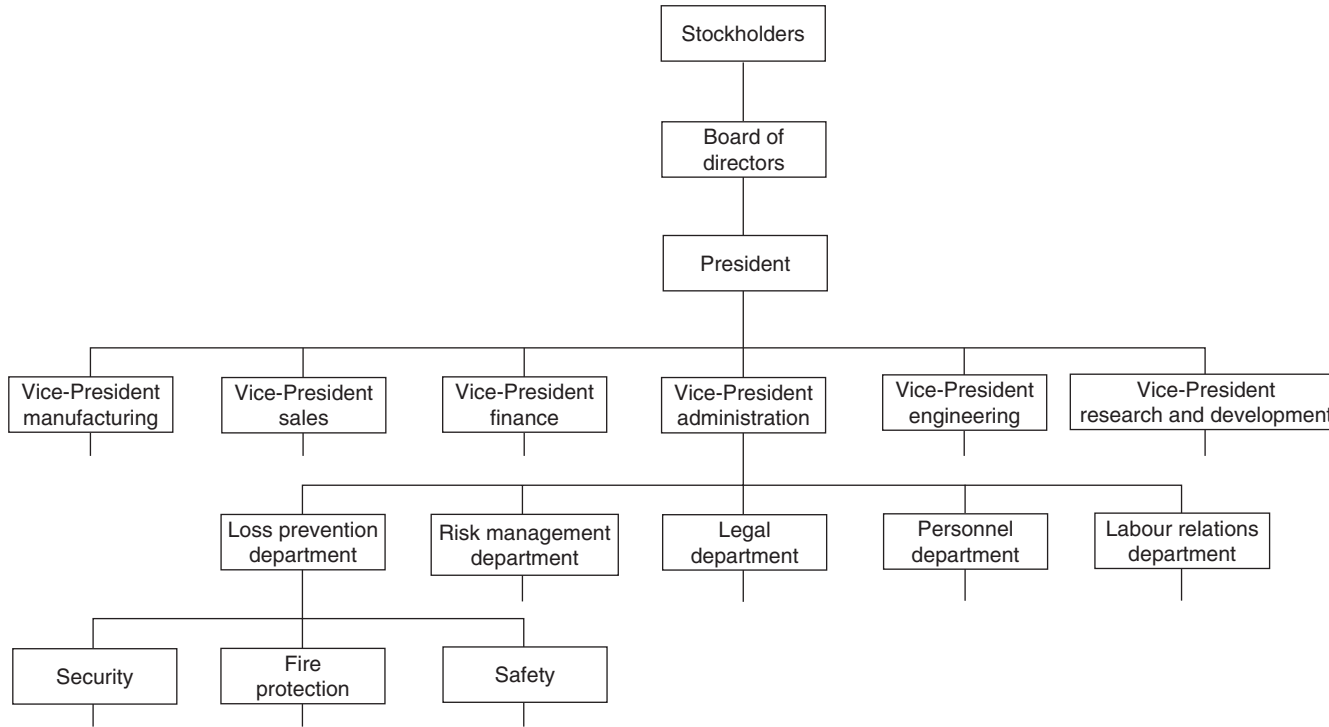 Stockholders
Board of
directors
President
Vice-President
manufacturing
Vice-President
sales
Vice-President
finance
Vice-President
administration
Vice-President
engineering
Vice-President
research and development
Loss prevention
department
Risk management
department
Legal
department
Personnel
department
Labour relations
department
Security
Fire
protection
Safety